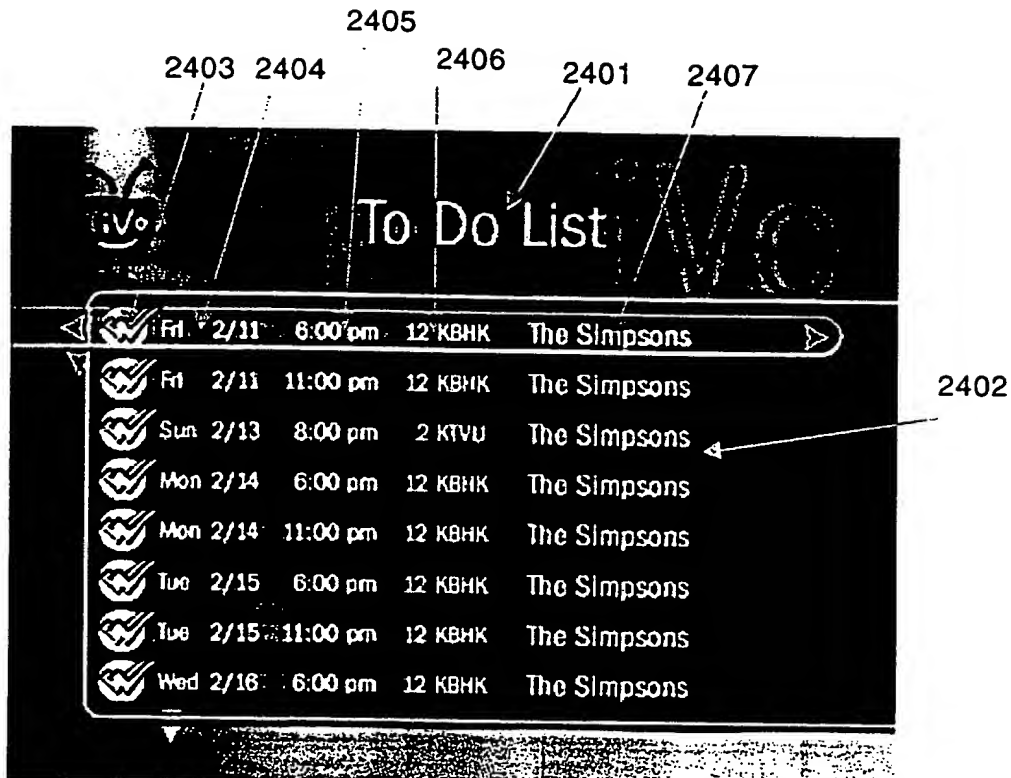 2405
2403 2404 2406 2401 2407
TiVo
To Do List
TiVo
Fri 2/11 6:00 pm 12 KBHK The Simpsons
Fri 2/11 11:00 pm 12 KBHK The Simpsons
2402
Sun 2/13 8:00 pm 2 KTVU The Simpsons
Mon 2/14 6:00 pm 12 KBHK The Simpsons
Mon 2/14 11:00 pm 12 KBHK The Simpsons
Tue 2/15 6:00 pm 12 KBHK The Simpsons
Tue 2/15 11:00 pm 12 KBHK The Simpsons
Wed 2/16 6:00 pm 12 KBHK The Simpsons